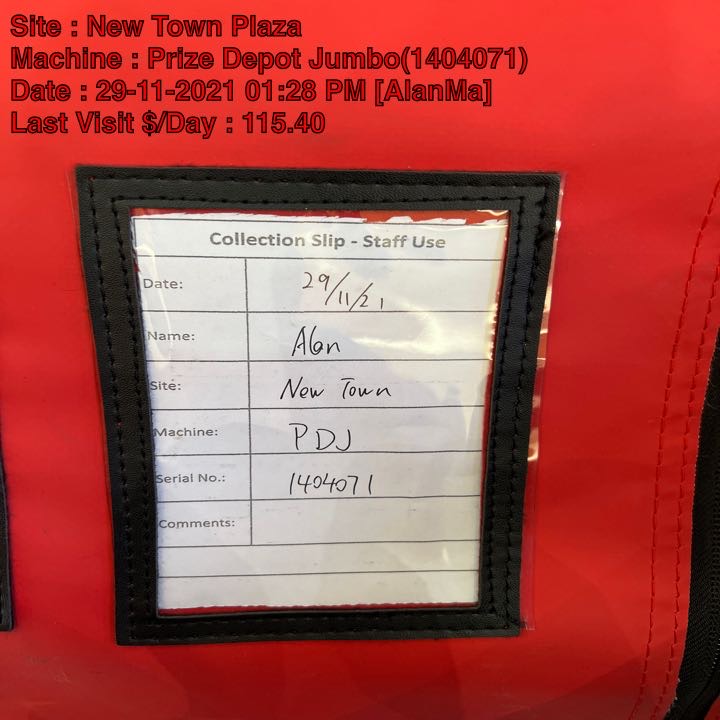 Site : New Town Plaza
Machine : Prize Depot Jumbo(1404071)
Date : 29-11-2021 01:28 PM [AlanMa]
Last Visit $/Day : 115.40
Collection Slip - Staff Use
Date: 29/11/21
Name: Alan
Site: New Town
Machine: PDJ
Serial No.: 1404071
Comments: